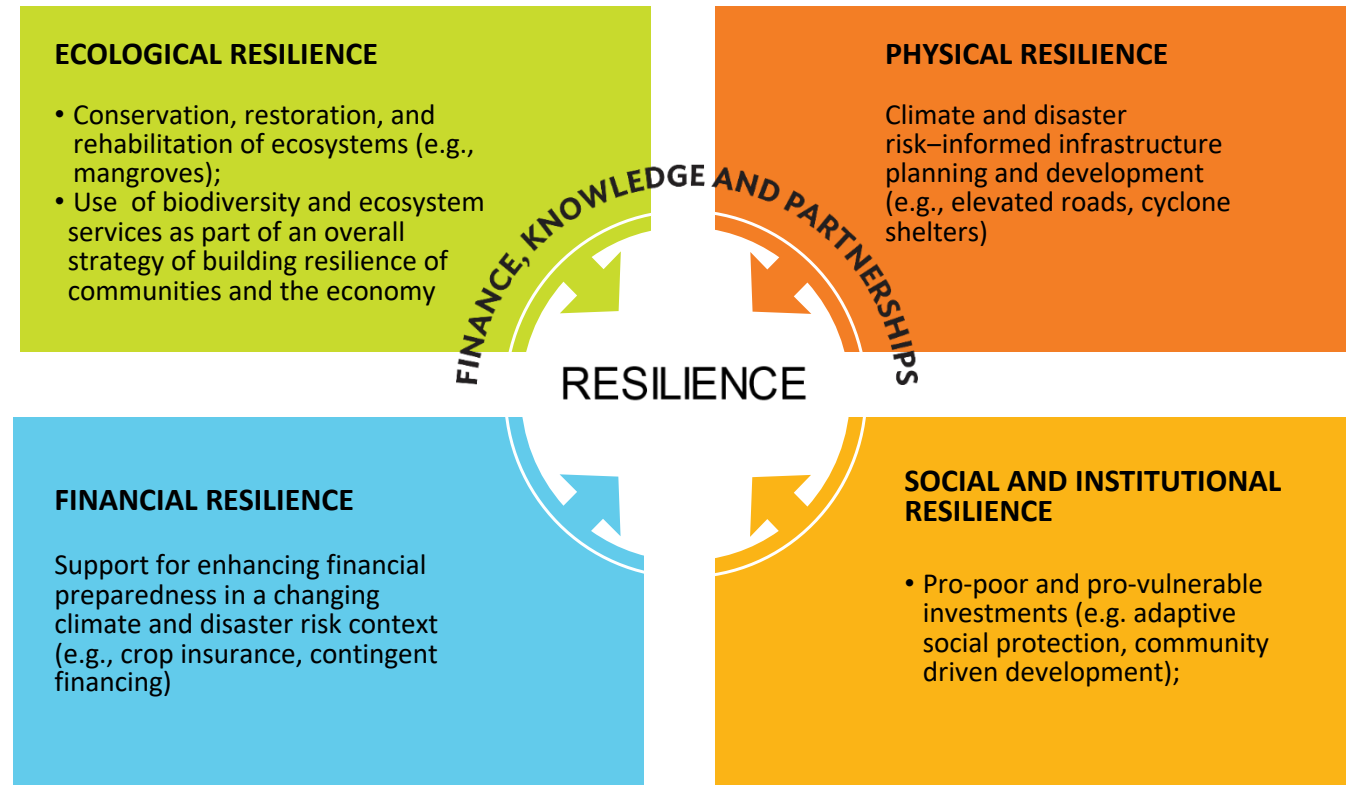 ECOLOGICAL RESILIENCE
• Conservation, restoration, and
rehabilitation of ecosystems (e.g.,
mangroves);
• Use  of biodiversity and ecosystem
services as part of an overall
strategy of building resilience of
communities and the economy
PHYSICAL RESILIENCE
Climate and disaster
risk–informed infrastructure
planning and development
(e.g., elevated roads, cyclone
shelters)
FINANCE, KNOWLEDGE AND PARTNERSHIPS
RESILIENCE
FINANCIAL RESILIENCE
Support for enhancing financial
preparedness in a changing
climate and disaster risk context
(e.g., crop insurance, contingent
financing)
SOCIAL AND INSTITUTIONAL
RESILIENCE
• Pro-poor and pro-vulnerable
investments (e.g. adaptive
social protection, community
driven development);